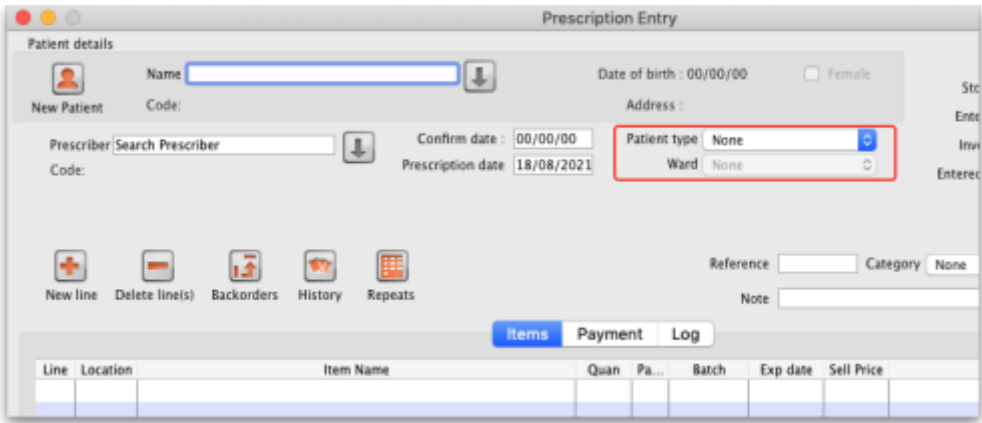 Prescription Entry
Patient details
Name
Date of birth : 00/00/00
Female
New Patient
Code:
Address :
Prescriber Search Prescriber
Code:
Confirm date : 00/00/00
Prescription date 18/08/2021
Patient type None
Ward None
Entered
New line
Delete line(s)
Backorders
History
Repeats
Reference
Category None
Note
Items
Payment
Log
Line
Location
Item Name
Quan
Pa...
Batch
Exp date
Sell Price